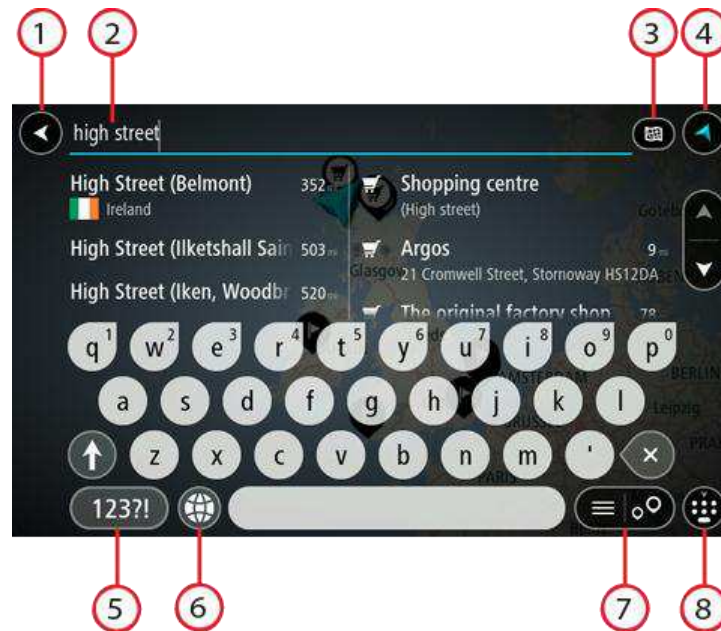 1
2
3
4
high street
High Street (Belmont) 352
Ireland
Shopping centre
(High street)
High Street (Ilketshall Sain 503 mi
Argos 9 mi
21 Cromwell Street, Stornoway HS12DA
High Street (Iken, Woodbr 520 mi
The original factory shop 78
Glasgow
q 1 w 2 e 3 r 4 t 5 y 6 u 7 i 8 o 9 p 0
AMSTERDAM
BERLIN
a s d f g h j k l
Leipzig
z x c v b n m '
PARIS
123?!
5
6
7
8